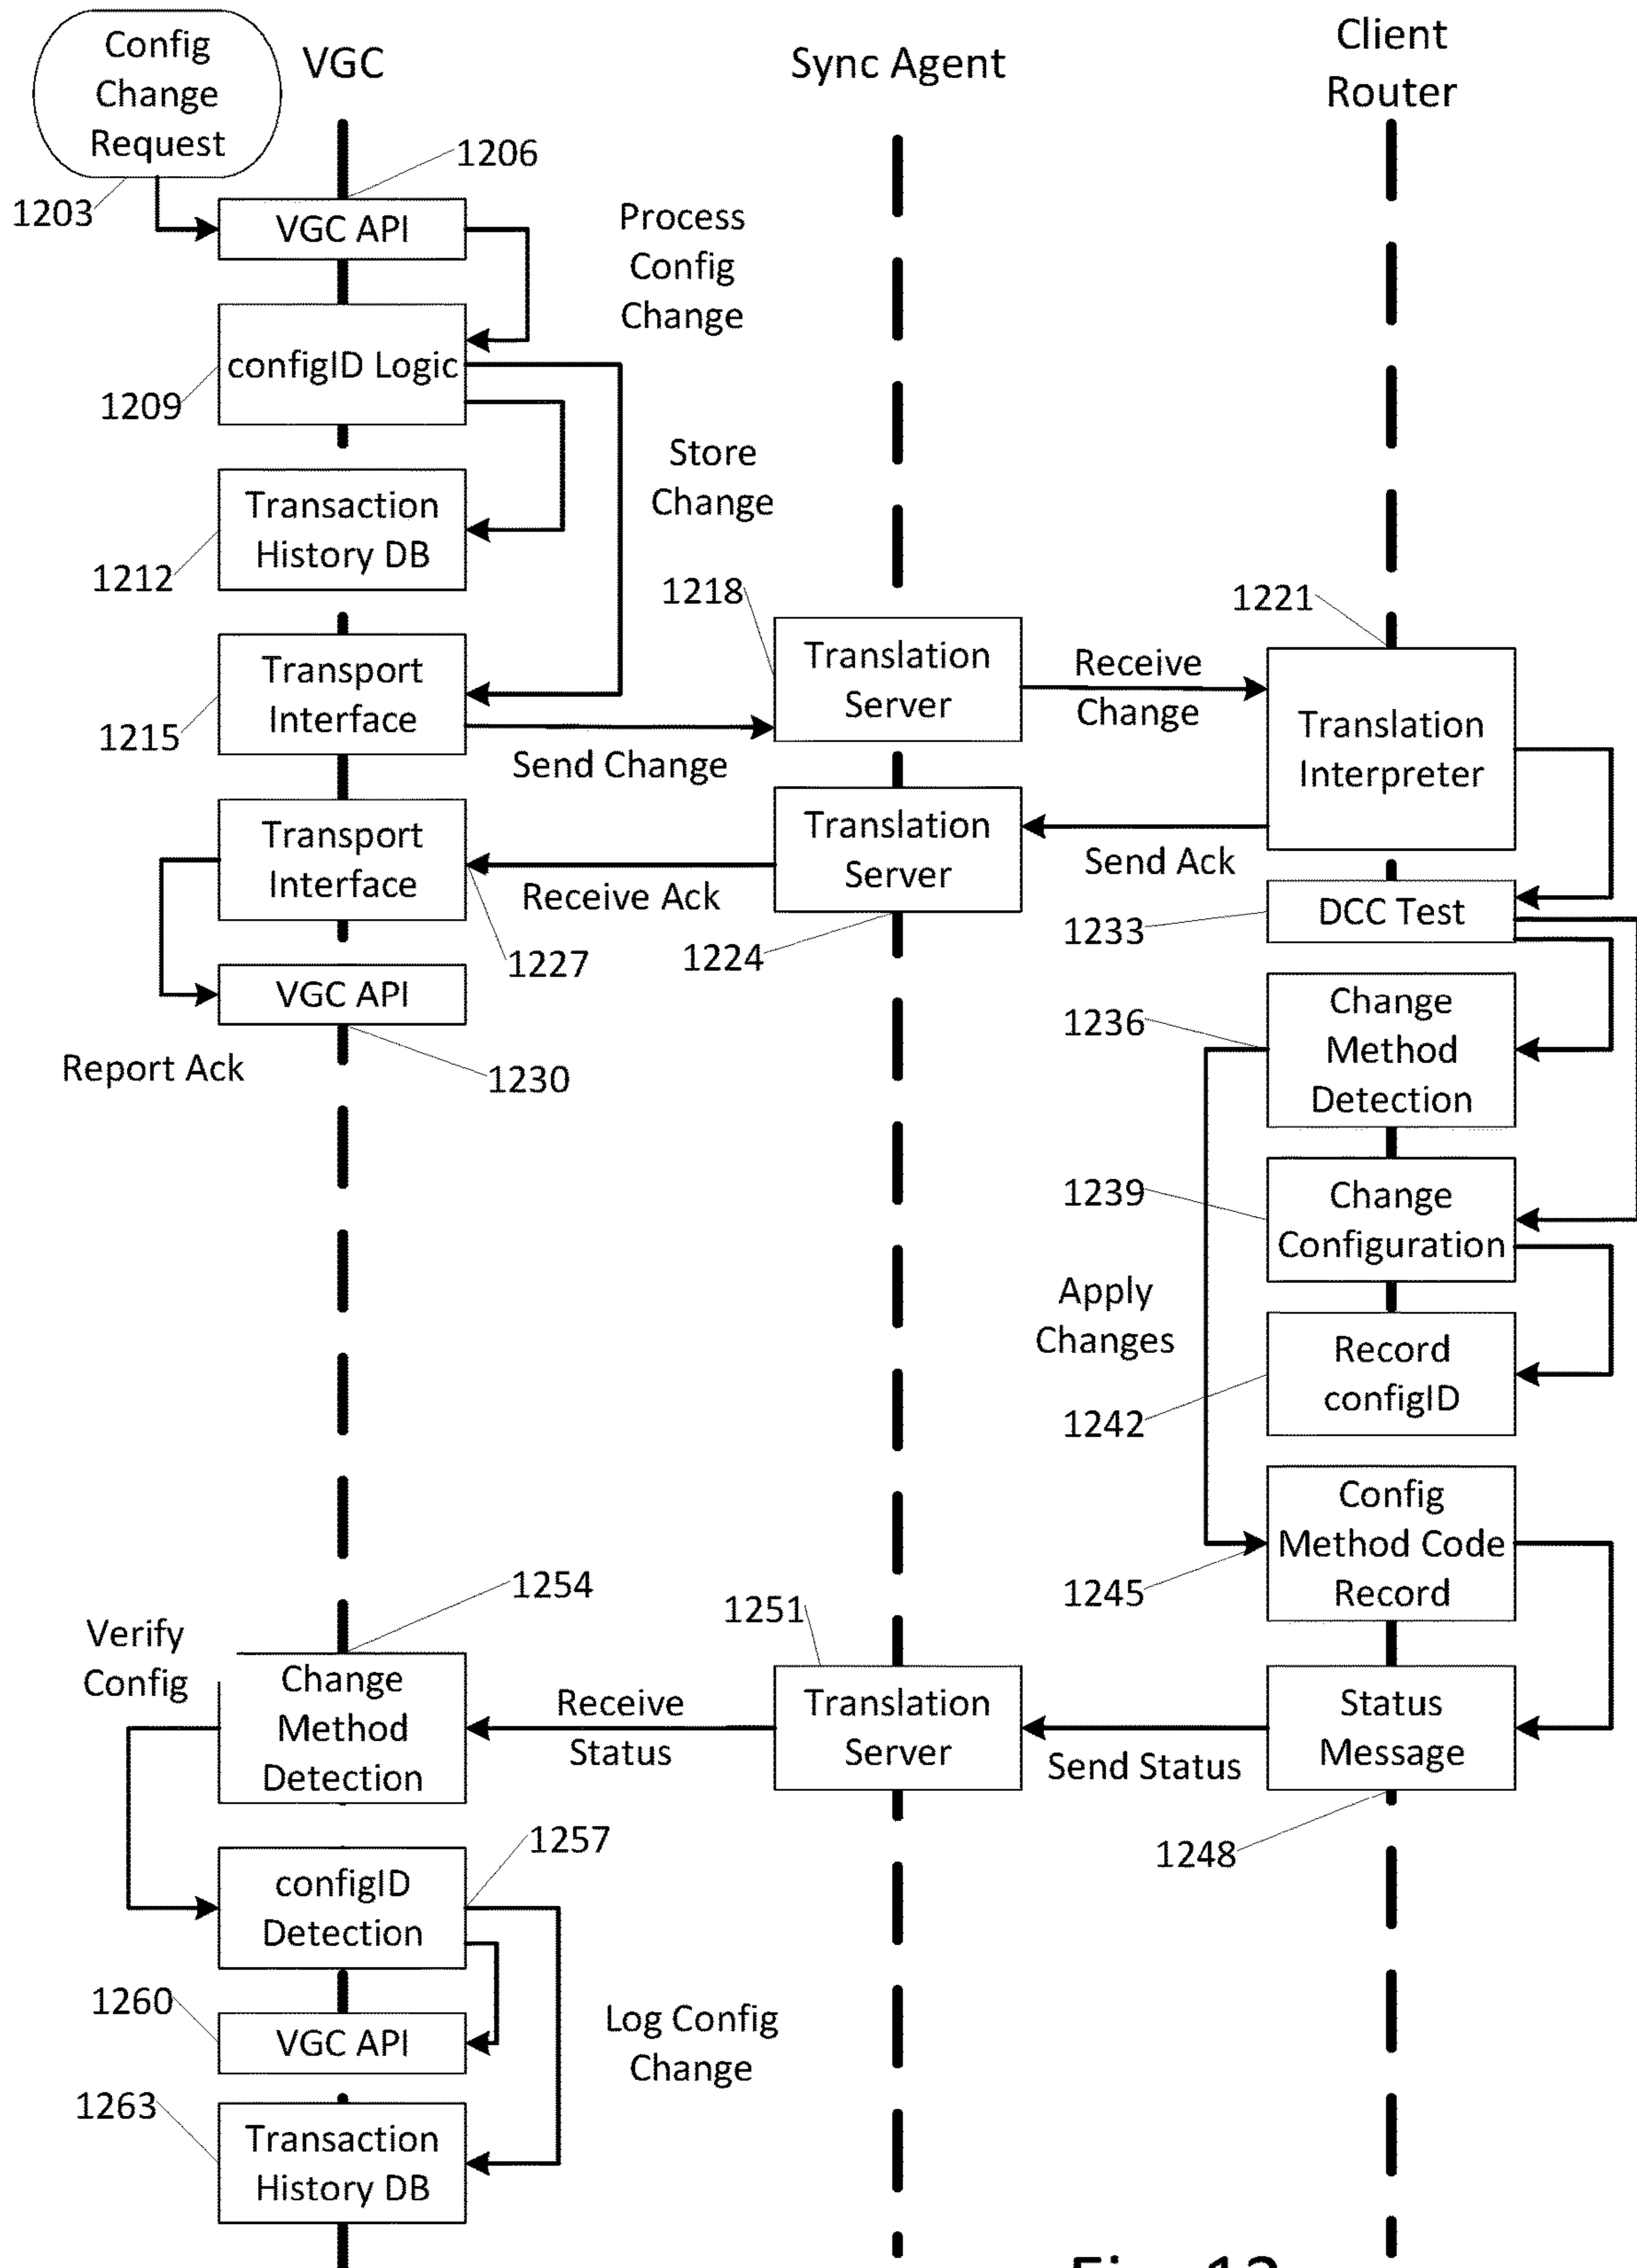 Config
Change
Request
VGC
Sync Agent
Client
Router
1203
1206
VGC API
Process
Config
Change
configID Logic
1209
Store
Change
Transaction
History DB
1212
1218
1221
Transport
Interface
1215
Send Change
Translation
Server
Receive
Change
Translation
Interpreter
Transport
Interface
Receive Ack
Translation
Server
Send Ack
1227
1224
1233
DCC Test
VGC API
Report Ack
1230
1236
Change
Method
Detection
1239
Change
Configuration
Apply
Changes
Record
configID
1242
Config
Method Code
Record
1245
1254
1251
Verify
Config
Change
Method
Detection
Receive
Status
Translation
Server
Send Status
Status
Message
1248
1257
configID
Detection
1260
VGC API
Log Config
Change
1263
Transaction
History DB